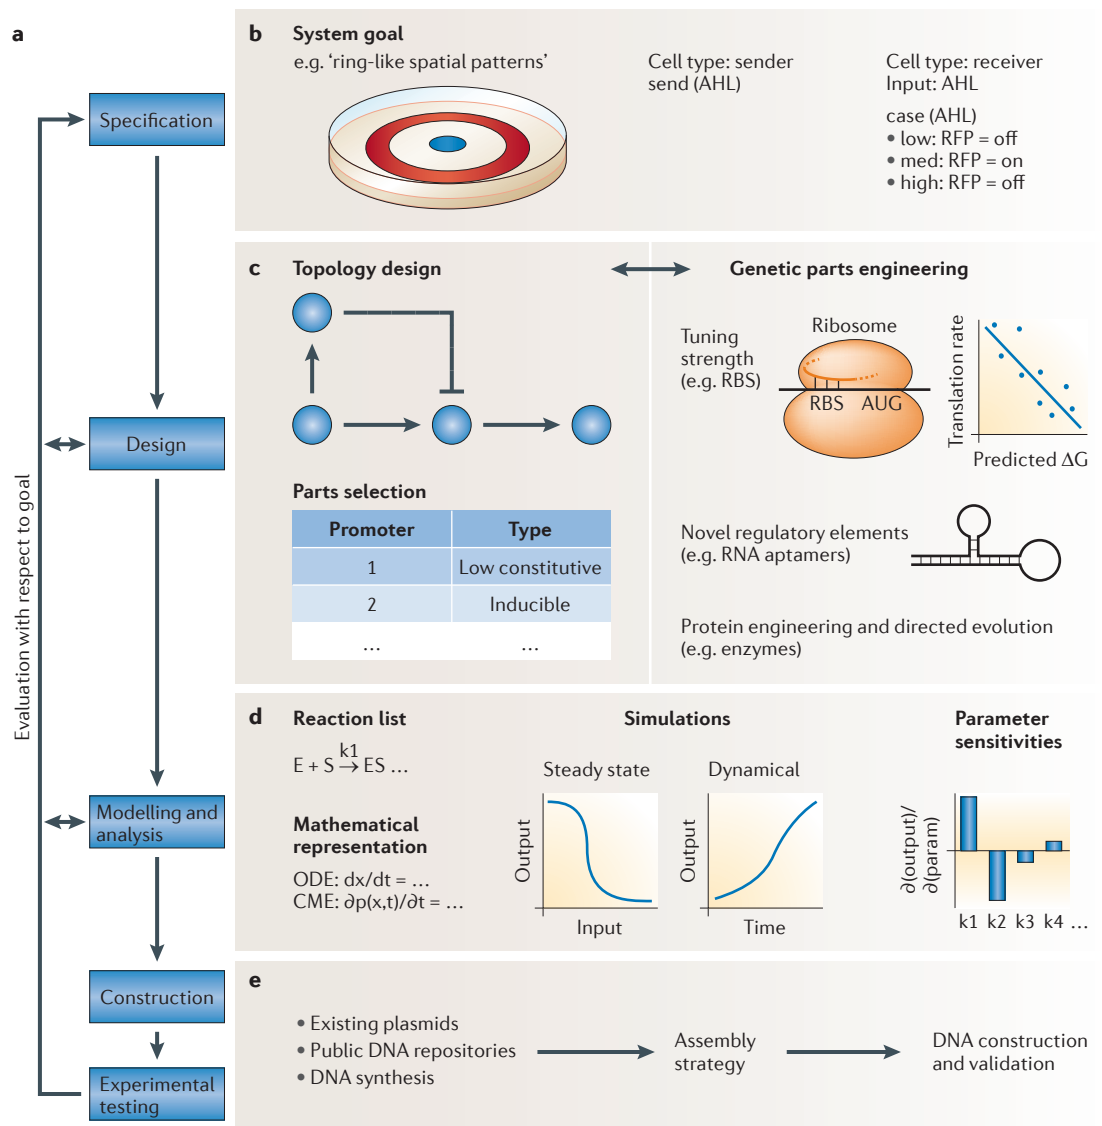 a
Specification
Design
Modelling and
analysis
Construction
Experimental
testing
Evaluation with respect to goal
b
System goal
e.g. ‘ring-like spatial patterns’
Cell type: sender
send (AHL)
Cell type: receiver
Input: AHL
case (AHL)
• low: RFP = off
• med: RFP = on
• high: RFP = off
c
Topology design
Parts selection
Promoter Type
1 Low constitutive
2 Inducible
... ...
Genetic parts engineering
Tuning
strength
(e.g. RBS)
Ribosome
RBS AUG
Translation rate
Predicted ΔG
Novel regulatory elements
(e.g. RNA aptamers)
Protein engineering and directed evolution
(e.g. enzymes)
d
Reaction list
k1
E + S → ES ...
Mathematical
representation
ODE: dx/dt = ...
CME: ∂p(x,t)/∂t = ...
Simulations
Steady state
Output
Input
Dynamical
Output
Time
Parameter
sensitivities
∂(output)/
∂(param)
k1 k2 k3 k4 ...
e
• Existing plasmids
• Public DNA repositories
• DNA synthesis
Assembly
strategy
DNA construction
and validation